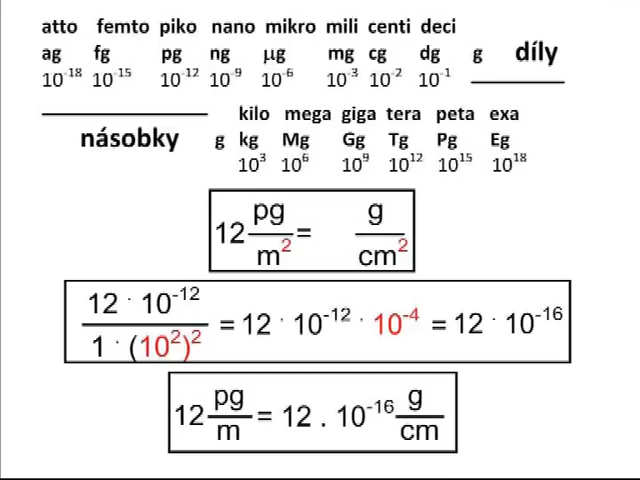 atto femto piko nano mikro mili centi deci
ag fg pg ng μg mg cg dg g díly
10⁻¹⁸ 10⁻¹⁵ 10⁻¹² 10⁻⁹ 10⁻⁶ 10⁻³ 10⁻² 10⁻¹
kilo mega giga tera peta exa
násobky g kg Mg Gg Tg Pg Eg
10³ 10⁶ 10⁹ 10¹² 10¹⁵ 10¹⁸
12 pg/m² = g/cm²
12 · 10⁻¹² / 1 · (10²)² = 12 · 10⁻¹² · 10⁻⁴ = 12 · 10⁻¹⁶
12 pg/m = 12 . 10⁻¹⁶ g/cm